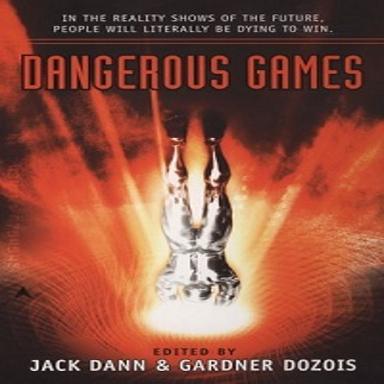 IN THE REALITY SHOWS OF THE FUTURE,
PEOPLE WILL LITERALLY BE DYING TO WIN.
DANGEROUS GAMES
EDITED BY
JACK DANN & GARDNER DOZOIS